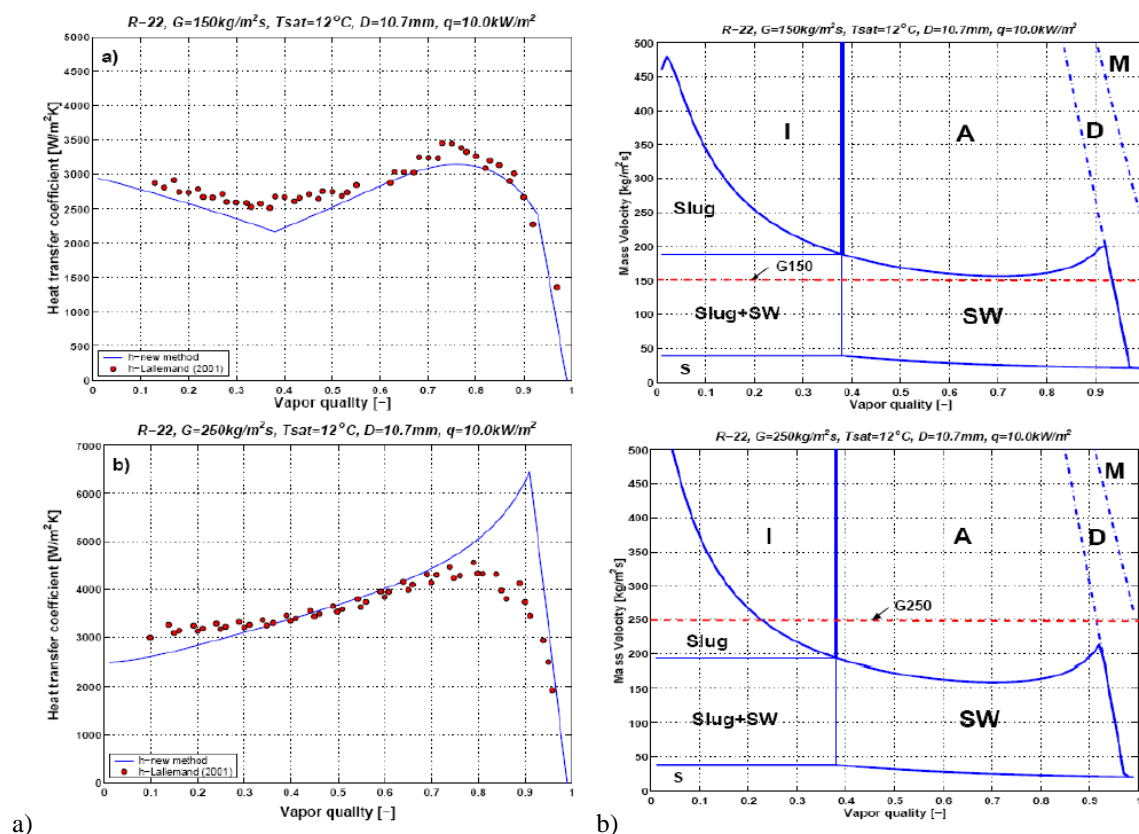 R-22, G=150kg/m²s, Tsat=12°C, D=10.7mm, q=10.0kW/m²
a)
Heat transfer coefficient [W/m²K]
5000
4500
4000
3500
3000
2500
2000
1500
1000
500
0
h-new method
h-Lallemand (2001)
0 0.1 0.2 0.3 0.4 0.5 0.6 0.7 0.8 0.9 1
Vapor quality [-]
R-22, G=150kg/m²s, Tsat=12°C, D=10.7mm, q=10.0kW/m²
Mass Velocity [kg/m²s]
500
450
400
350
300
250
200
150
100
50
0
M
I
A
D
Slug
G150
Slug+SW
SW
S
0 0.1 0.2 0.3 0.4 0.5 0.6 0.7 0.8 0.9 1
Vapor quality [-]
R-22, G=250kg/m²s, Tsat=12°C, D=10.7mm, q=10.0kW/m²
b)
Heat transfer coefficient [W/m²K]
7000
6000
5000
4000
3000
2000
1000
0
h-new method
h-Lallemand (2001)
0 0.1 0.2 0.3 0.4 0.5 0.6 0.7 0.8 0.9 1
Vapor quality [-]
R-22, G=250kg/m²s, Tsat=12°C, D=10.7mm, q=10.0kW/m²
Mass Velocity [kg/m²s]
500
450
400
350
300
250
200
150
100
50
0
M
I
A
D
G250
Slug
Slug+SW
SW
S
0 0.1 0.2 0.3 0.4 0.5 0.6 0.7 0.8 0.9 1
Vapor quality [-]
a)
b)